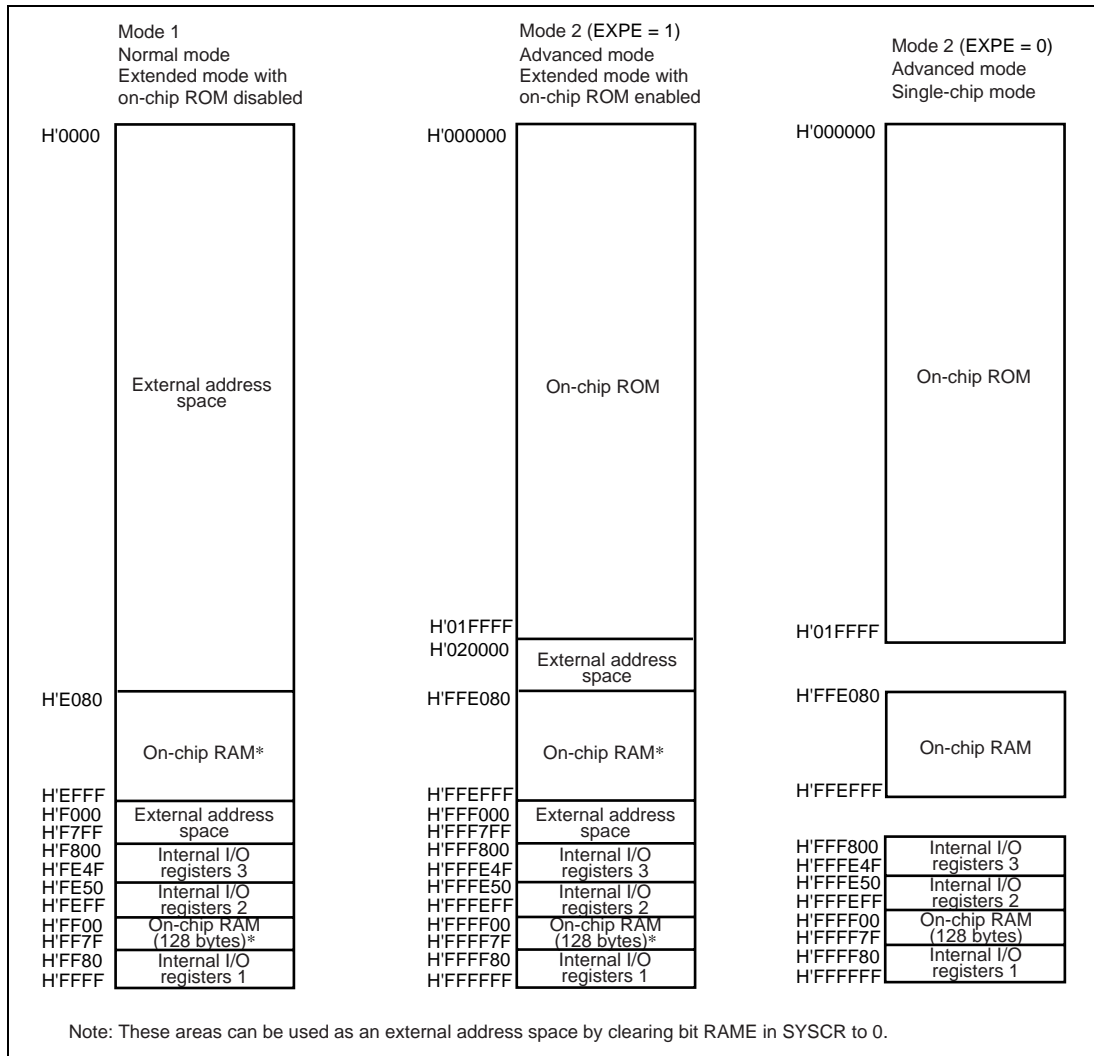 Mode 1
Normal mode
Extended mode with
on-chip ROM disabled
H'0000
External address
space
H'E080
On-chip RAM*
H'EFFF
H'F000
External address
space
H'F7FF
H'F800
Internal I/O
registers 3
H'FE4F
H'FE50
Internal I/O
registers 2
H'FEFF
H'FF00
On-chip RAM
(128 bytes)*
H'FF7F
H'FF80
Internal I/O
registers 1
H'FFFF
Mode 2 (EXPE = 1)
Advanced mode
Extended mode with
on-chip ROM enabled
H'000000
On-chip ROM
H'01FFFF
H'020000
External address
space
H'FFE080
On-chip RAM*
H'FFEFFF
H'FFF000
External address
space
H'FFF7FF
H'FFF800
Internal I/O
registers 3
H'FFFE4F
H'FFFE50
Internal I/O
registers 2
H'FFFEFF
H'FFFF00
On-chip RAM
(128 bytes)*
H'FFFF7F
H'FFFF80
Internal I/O
registers 1
H'FFFFFF
Mode 2 (EXPE = 0)
Advanced mode
Single-chip mode
H'000000
On-chip ROM
H'01FFFF
H'FFE080
On-chip RAM
H'FFEFFF
H'FFF800
Internal I/O
registers 3
H'FFFE4F
H'FFFE50
Internal I/O
registers 2
H'FFFEFF
H'FFFF00
On-chip RAM
(128 bytes)
H'FFFF7F
H'FFFF80
Internal I/O
registers 1
H'FFFFFF
Note: These areas can be used as an external address space by clearing bit RAME in SYSCR to 0.